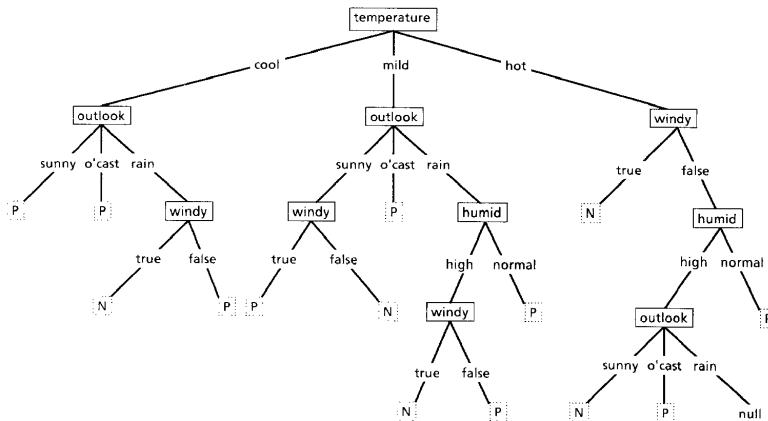 temperature
cool mild hot
outlook outlook windy
sunny o'cast rain sunny o'cast rain true false
P P windy windy P humid N humid
true false true false high normal high normal
N P P N windy P outlook P
true false sunny o'cast rain
N P N P null